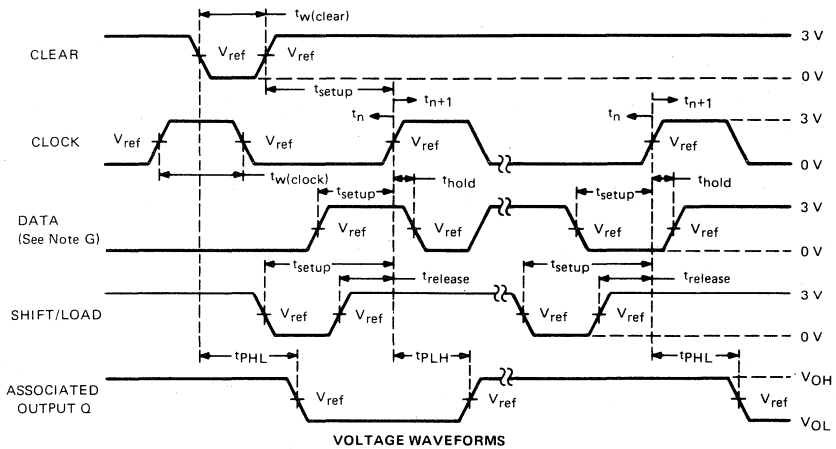 tw(clear)
CLEAR
Vref
Vref
3 V
0 V
tsetup
tn
tn+1
tn
tn+1
CLOCK
Vref
Vref
Vref
Vref
3 V
0 V
tw(clock)
tsetup
thold
tsetup
thold
DATA
(See Note G)
Vref
Vref
Vref
Vref
3 V
0 V
tsetup
trelease
tsetup
trelease
SHIFT/LOAD
Vref
Vref
Vref
Vref
3 V
0 V
tPHL
tPLH
tPHL
ASSOCIATED
OUTPUT Q
Vref
Vref
Vref
VOH
VOL
VOLTAGE WAVEFORMS